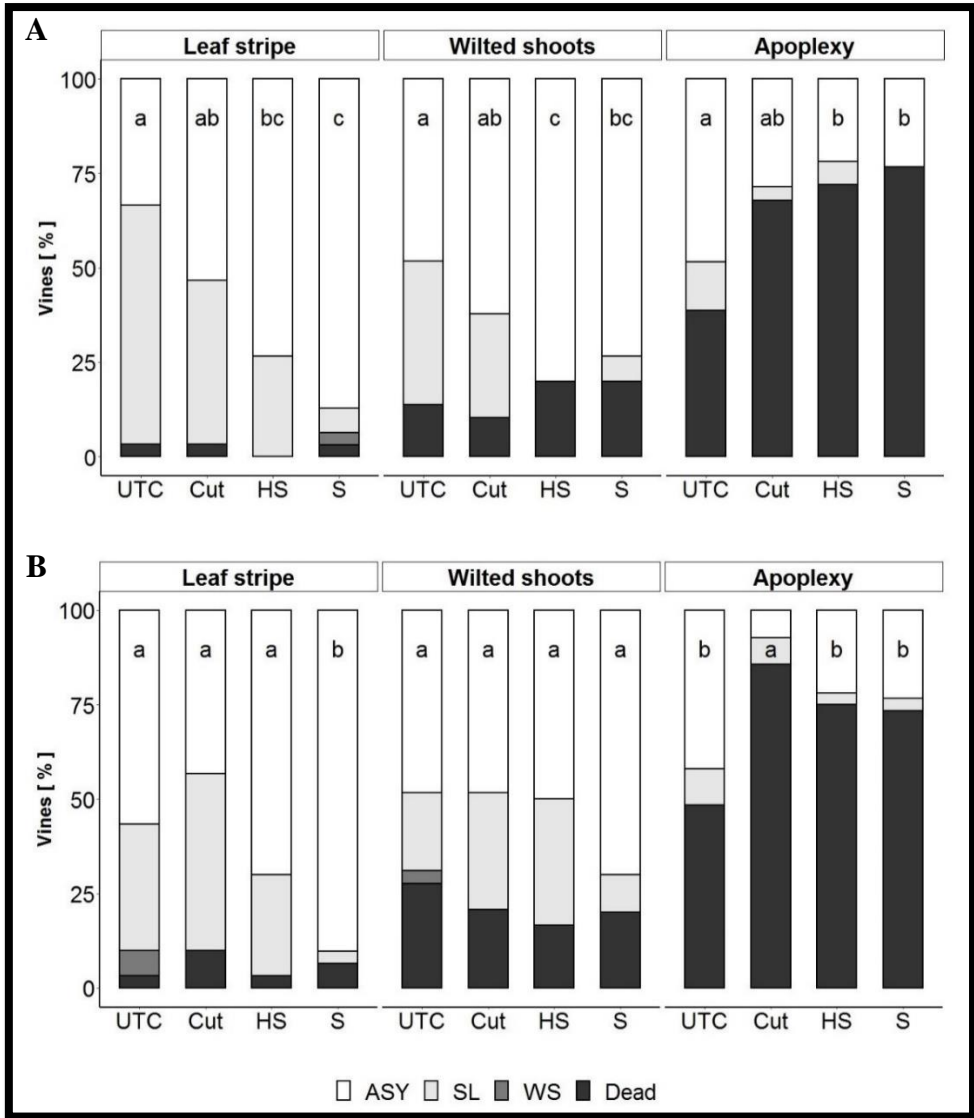 A
Leaf stripe Wilted shoots Apoplexy
100
a ab bc c a ab c bc a ab b b
75
Vines [ % ]
50
25
0
UTC Cut HS S UTC Cut HS S UTC Cut HS S
B
Leaf stripe Wilted shoots Apoplexy
100
a a a b a a a a b a b b
75
Vines [ % ]
50
25
0
UTC Cut HS S UTC Cut HS S UTC Cut HS S
ASY SL WS Dead